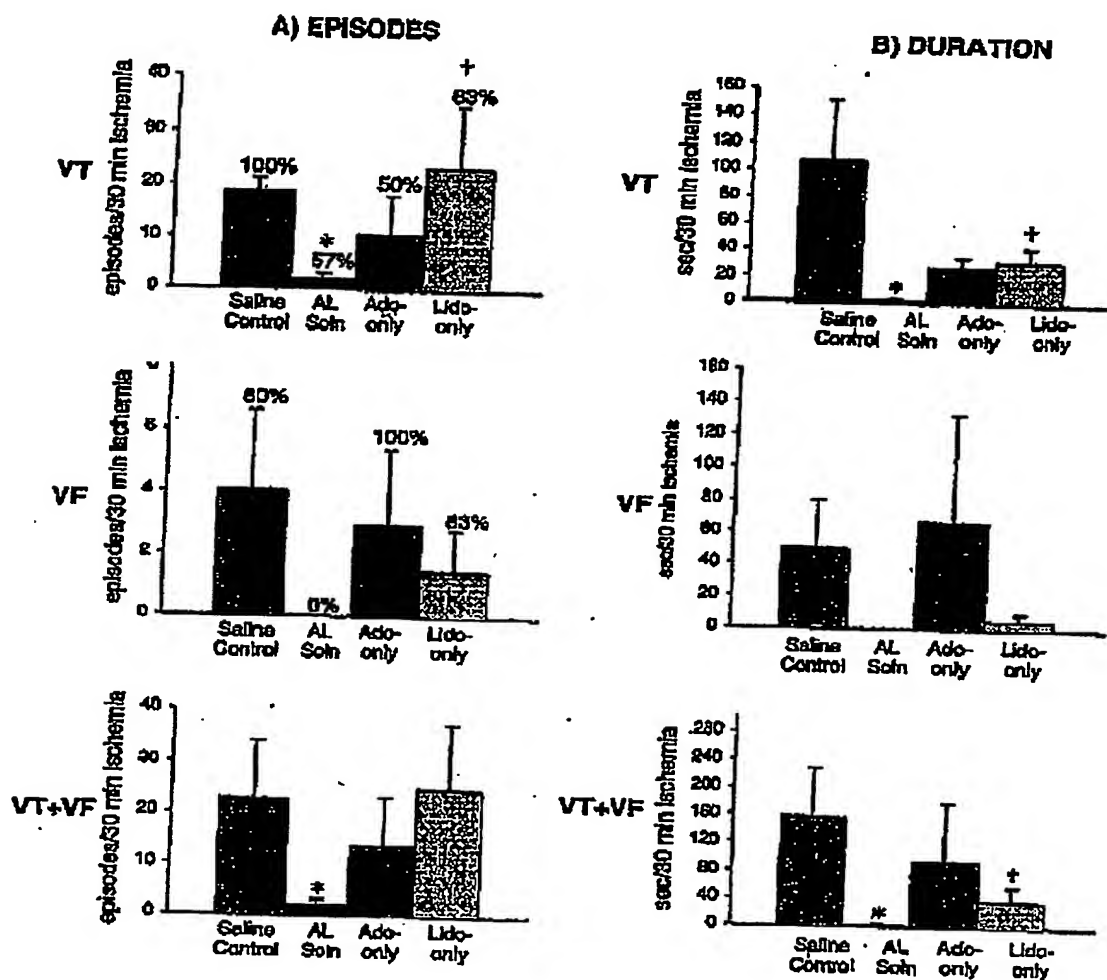 A) EPISODES
VT
episodes/30 min Ischemia
40
30
20
10
0
100%
*
57%
50%
+
83%
Saline Control
AL Soln
Ado-only
Lido-only
VF
episodes/30 min Ischemia
6
4
2
0
0%
100%
Saline Control
AL Soln
Ado-only
Lido-only
VT+VF
episodes/30 min Ischemia
40
30
20
10
0
*
Saline Control
AL Soln
Ado-only
Lido-only
B) DURATION
VT
sec/30 min Ischemia
160
140
120
100
80
60
40
20
0
*
+
Saline Control
AL Soln
Ado-only
Lido-only
VF
sec/30 min Ischemia
160
140
120
100
80
60
40
20
0
Saline Control
AL Soln
Ado-only
Lido-only
VT+VF
sec/30 min Ischemia
280
240
200
160
120
80
40
0
*
+
Saline Control
AL Soln
Ado-only
Lido-only